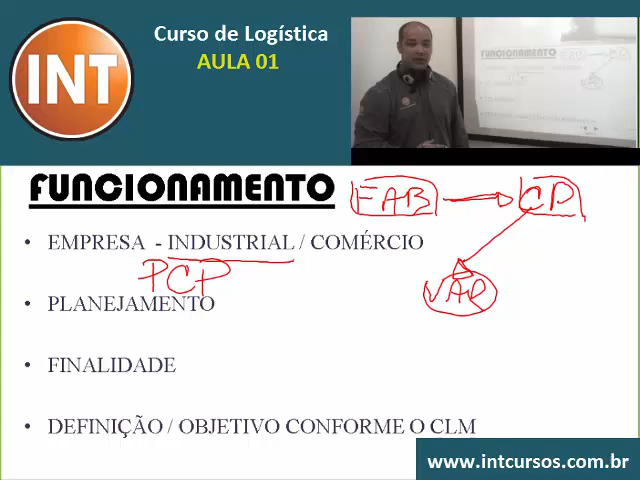 Curso de Logística
AULA 01
INT
FUNCIONAMENTO
FAB
CD
• EMPRESA - INDUSTRIAL / COMÉRCIO
PCP
VAR
• PLANEJAMENTO
• FINALIDADE
• DEFINIÇÃO / OBJETIVO CONFORME O CLM
www.intcursos.com.br
FUNCIONAMENTO